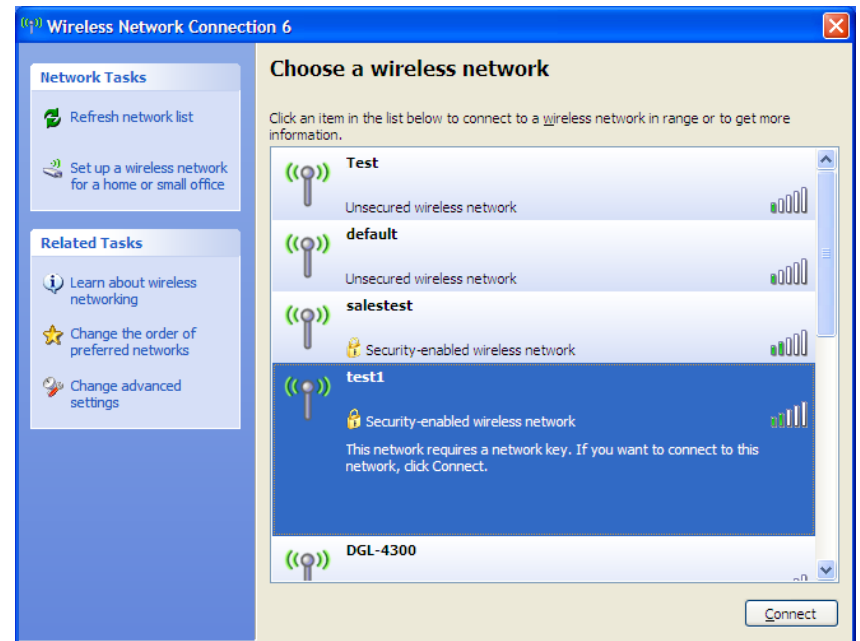 Wireless Network Connection 6
Network Tasks
Refresh network list
Set up a wireless network
for a home or small office
Related Tasks
Learn about wireless
networking
Change the order of
preferred networks
Change advanced
settings
Choose a wireless network
Click an item in the list below to connect to a wireless network in range or to get more
information.
Test
Unsecured wireless network
default
Unsecured wireless network
salestest
Security-enabled wireless network
test1
Security-enabled wireless network
This network requires a network key. If you want to connect to this
network, click Connect.
DGL-4300
Connect